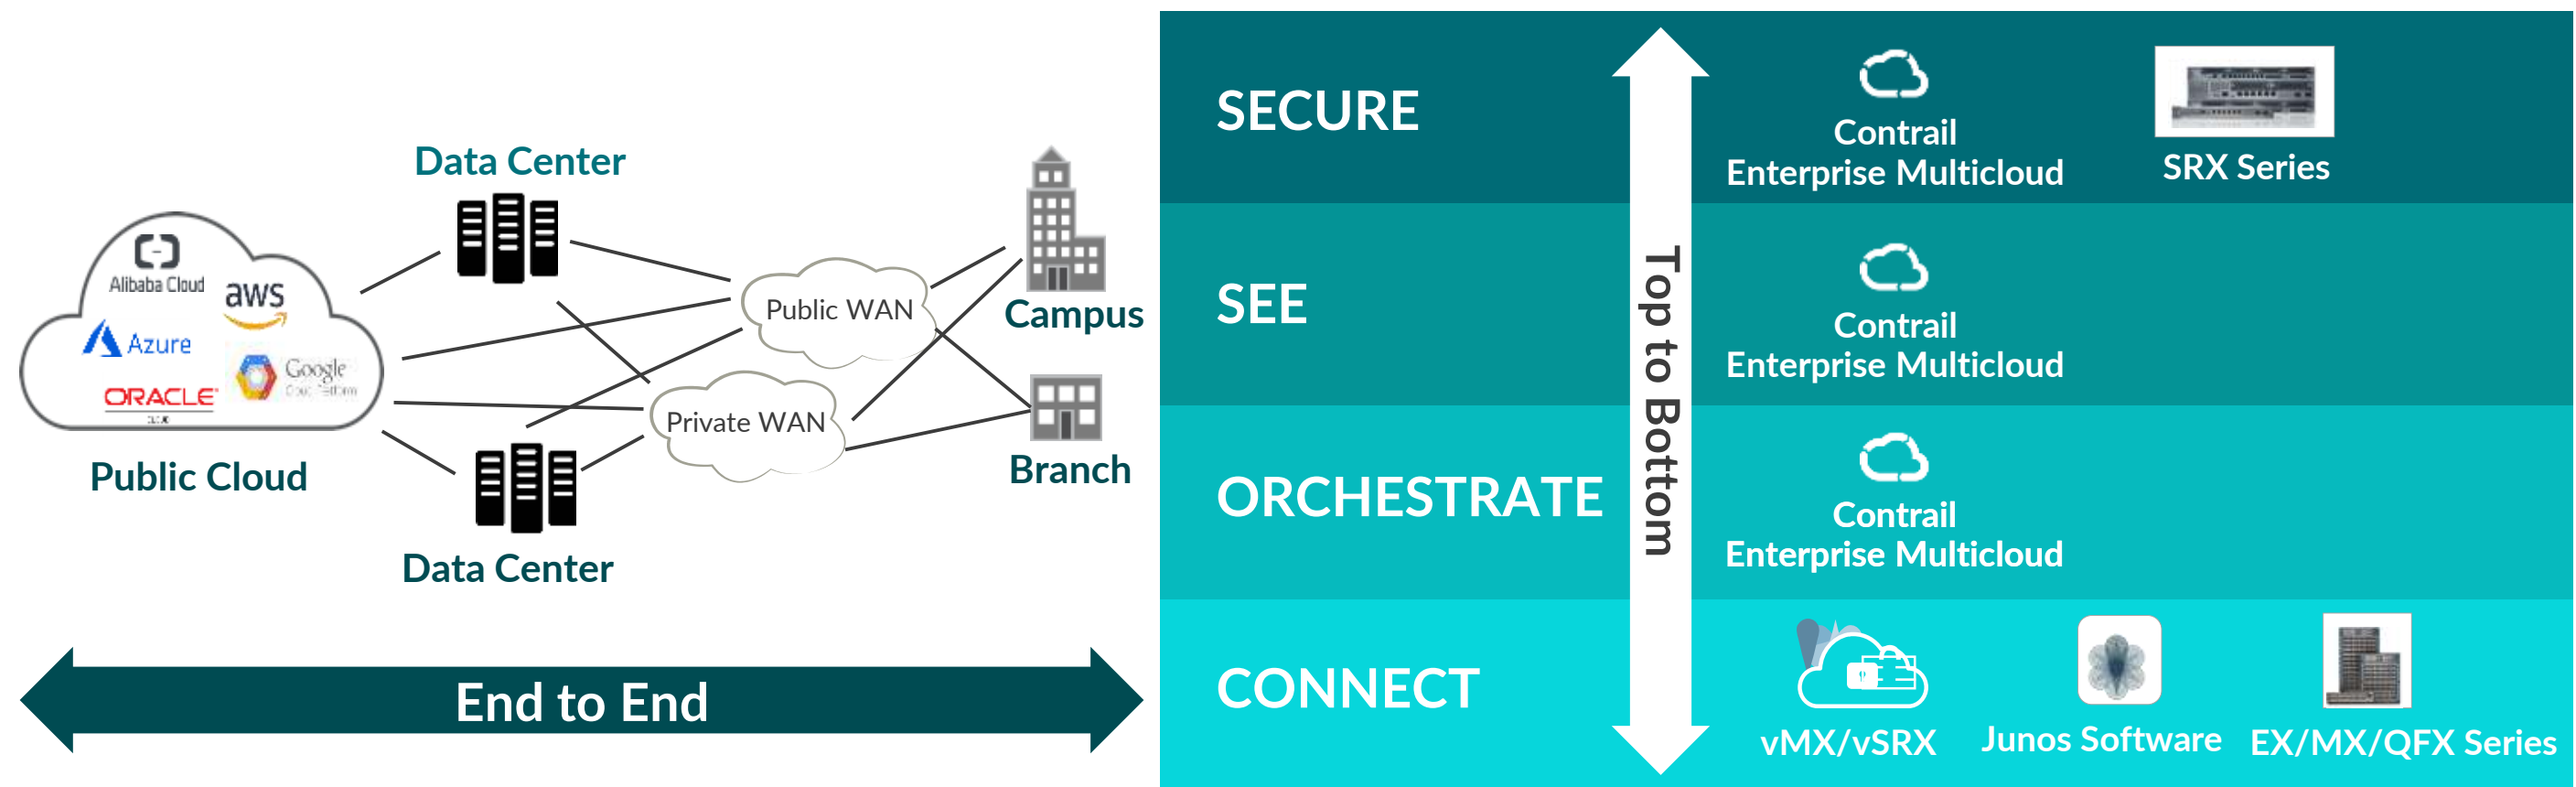 Data Center
Alibaba Cloud
aws
Azure
Google
Cloud Platform
ORACLE
Public Cloud
Data Center
Public WAN
Private WAN
Campus
Branch
End to End
SECURE
Contrail
Enterprise Multicloud
SRX Series
SEE
Contrail
Enterprise Multicloud
ORCHESTRATE
Contrail
Enterprise Multicloud
CONNECT
vMX/vSRX
Junos Software
EX/MX/QFX Series
Top to Bottom